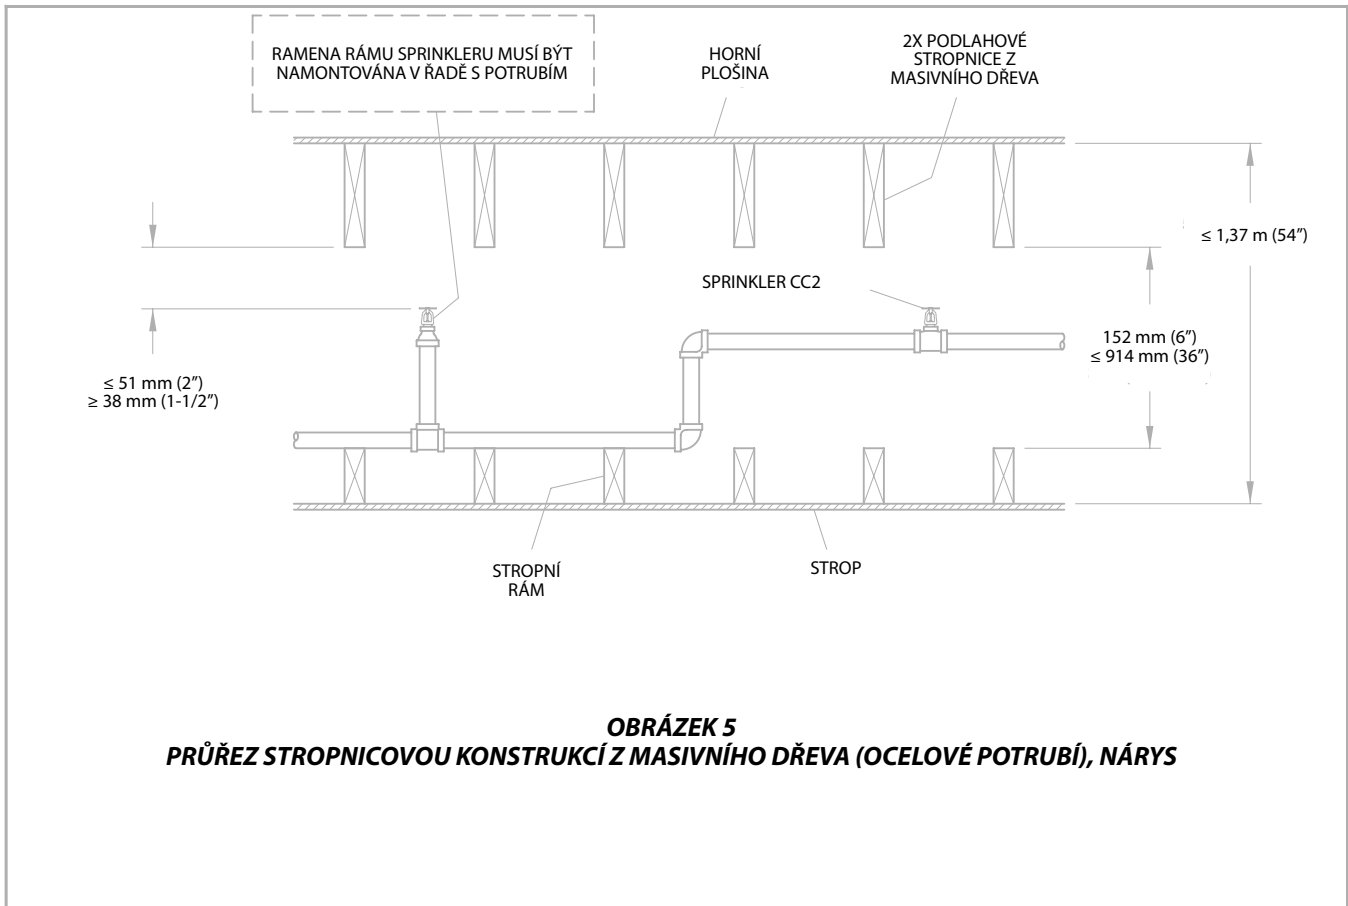 RAMENA RÁMU SPRINKLERU MUSÍ BÝT
NAMONTOVÁNA V ŘADĚ S POTRUBÍM
HORNÍ
PLOŠINA
2X PODLAHOVÉ
STROPNICE Z
MASIVNÍHO DŘEVA
≤ 1,37 m (54”)
SPRINKLER CC2
152 mm (6”)
≤ 914 mm (36”)
≤ 51 mm (2”)
≥ 38 mm (1-1/2”)
STROPNÍ
RÁM
STROP
OBRÁZEK 5
PRŮŘEZ STROPNICOVOU KONSTRUKCÍ Z MASIVNÍHO DŘEVA (OCELOVÉ POTRUBÍ), NÁRYS